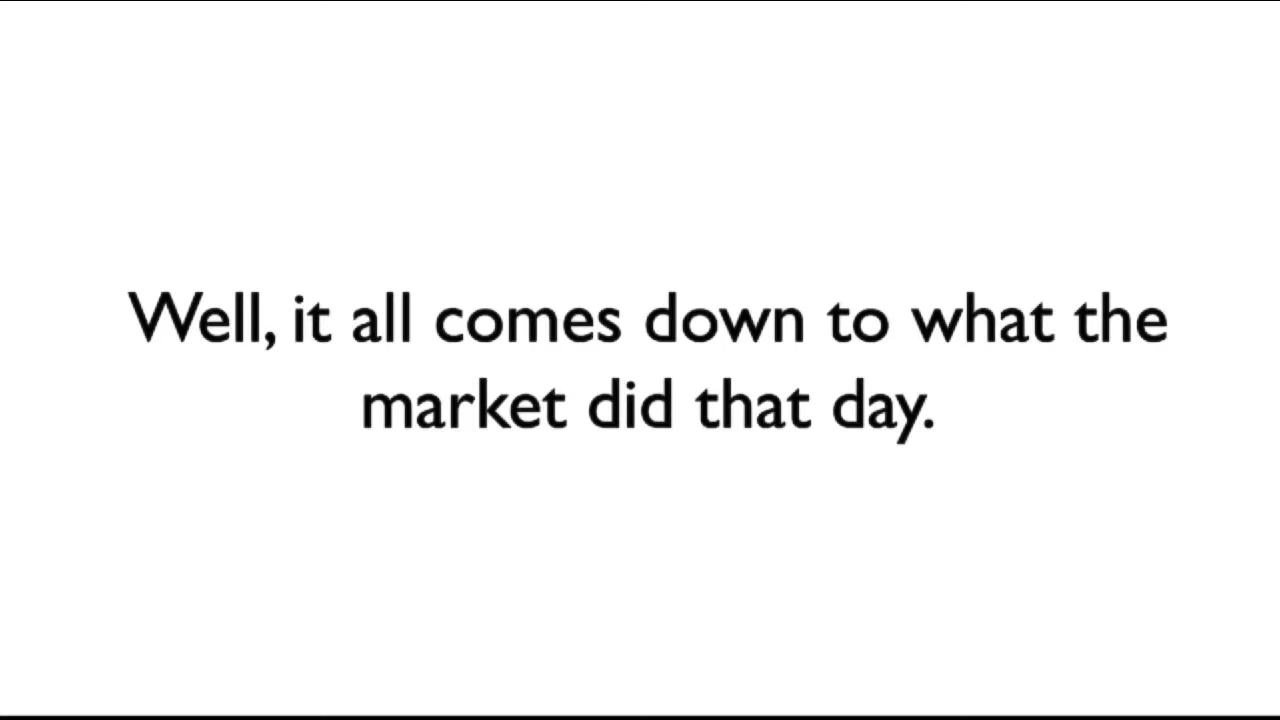 Well, it all comes down to what the
market did that day.